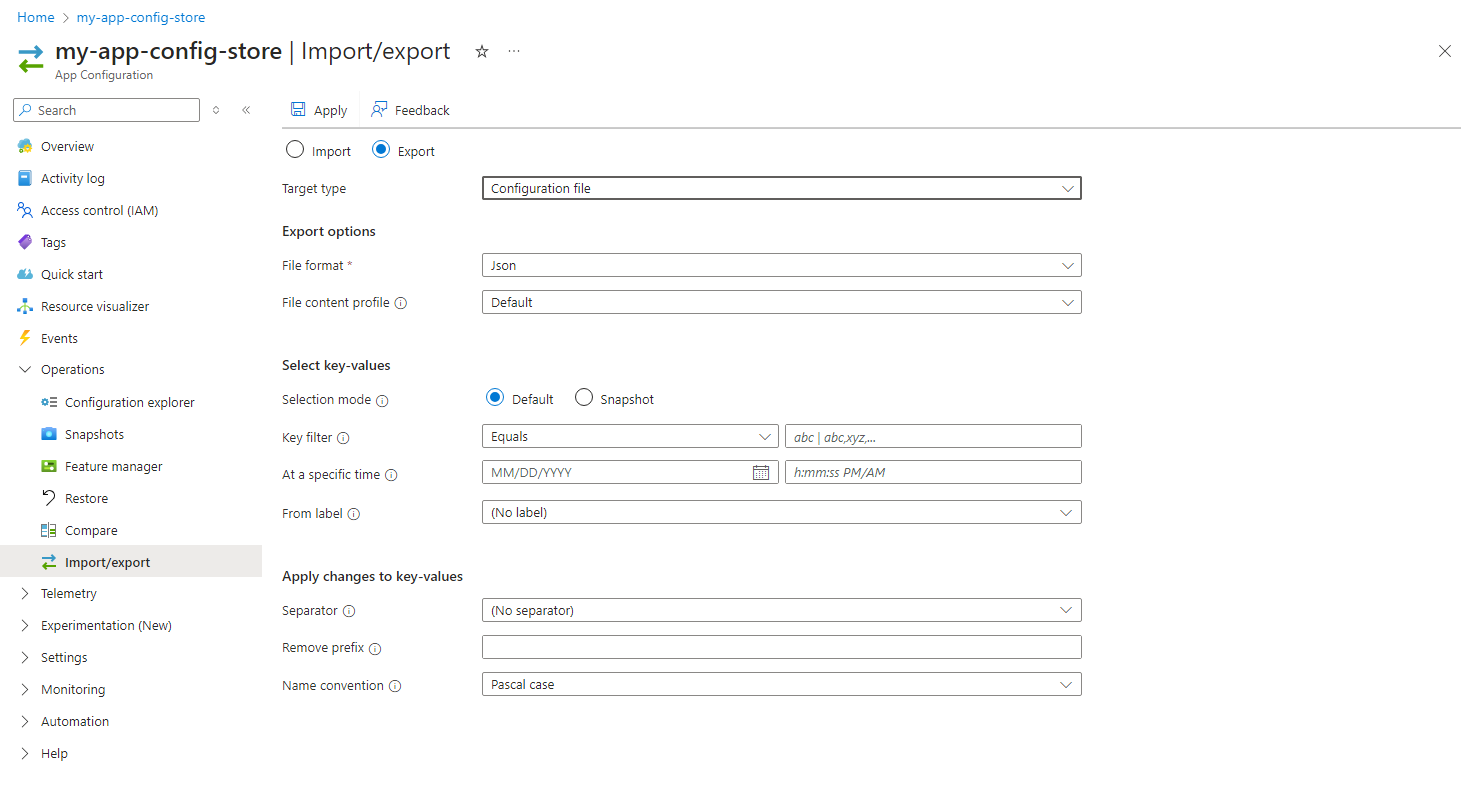 Home > my-app-config-store
my-app-config-store | Import/export
App Configuration
Search
Overview
Activity log
Access control (IAM)
Tags
Quick start
Resource visualizer
Events
Operations
Configuration explorer
Snapshots
Feature manager
Restore
Compare
Import/export
Telemetry
Experimentation (New)
Settings
Monitoring
Automation
Help
Apply Feedback
Import Export
Target type Configuration file
Export options
File format * Json
File content profile Default
Select key-values
Selection mode Default Snapshot
Key filter Equals abc | abc,xyz,...
At a specific time MM/DD/YYYY h:mm:ss PM/AM
From label (No label)
Apply changes to key-values
Separator (No separator)
Remove prefix
Name convention Pascal case